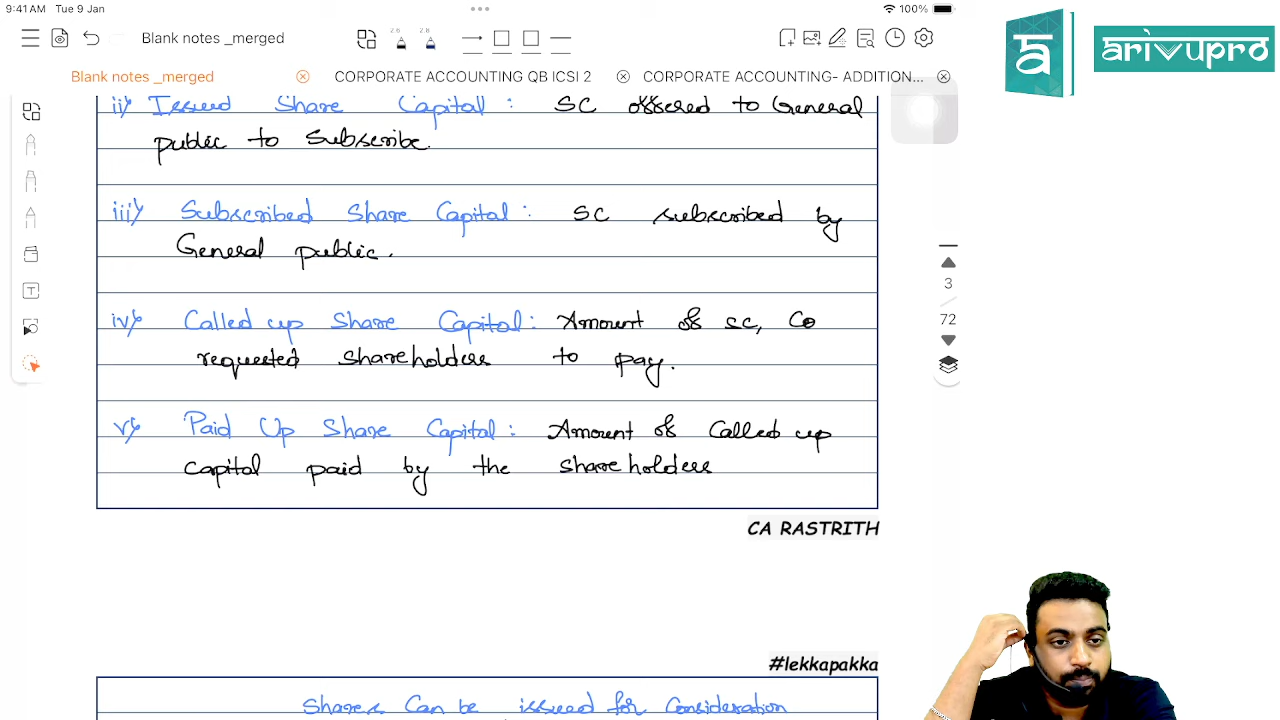 9:41 AM Tue 9 Jan
100%
Blank notes _merged
2.6
2.8
Blank notes _merged
CORPORATE ACCOUNTING QB ICSI 2
CORPORATE ACCOUNTING- ADDITION...
ā
arivupro
ii) Issued Share Capital : SC offered to General
public to Subscribe.
iii) Subscribed Share Capital : SC subscribed by
General public.
iv) Called up Share Capital : Amount of SC, Co
requested shareholders to pay.
v) Paid Up Share Capital : Amount of Called up
capital paid by the shareholders
3
72
CA RASTRITH
#lekkapakka
Shares Can be issued for Consideration